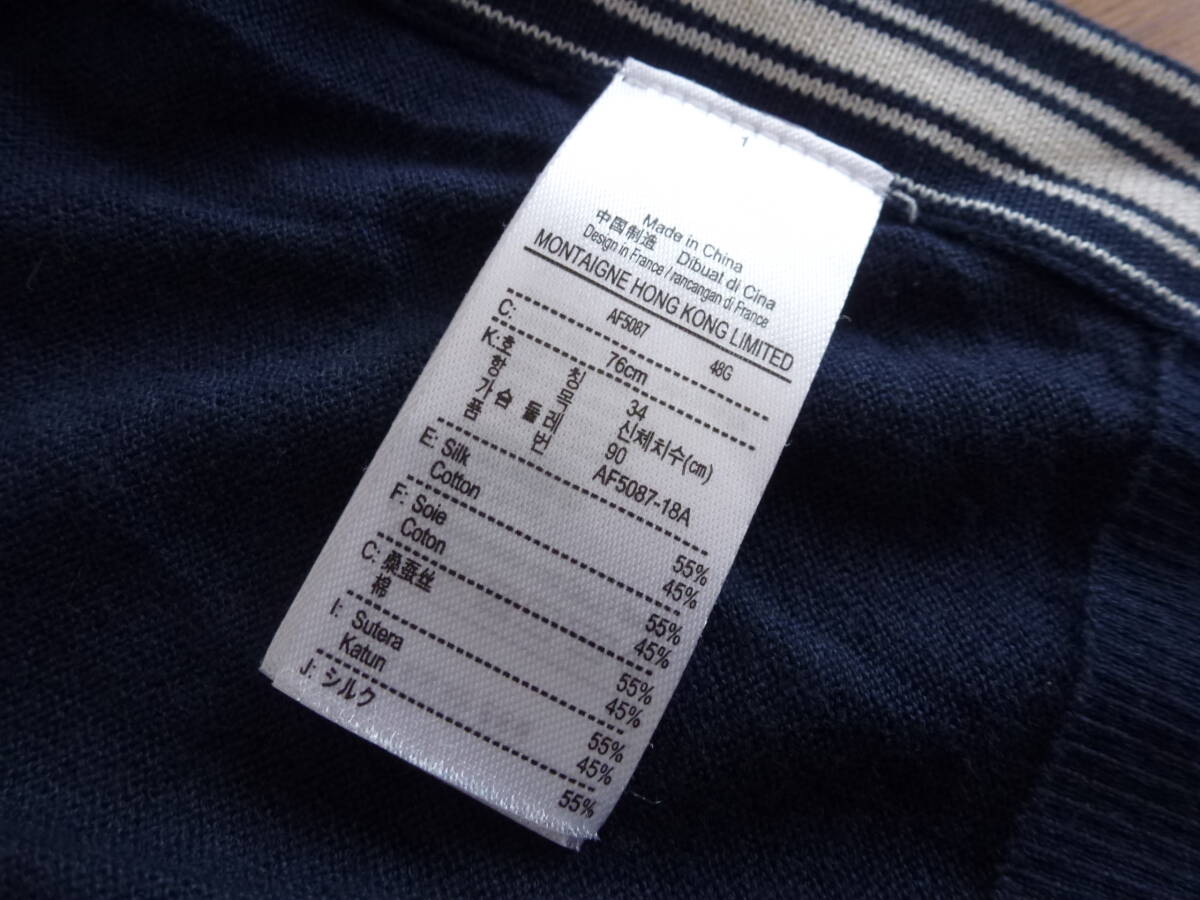 1
Made in China
中国制造 Dibuat di Cina
Design in France / rancangan di France
MONTAIGNE HONG KONG LIMITED
C: AF5087 48G
76cm
K:호 칭 34
항 목 신체치수(cm)
가 슴 둘 레 90
품 번 AF5087-18A
E: Silk 55%
Cotton 45%
F: Soie 55%
Coton 45%
C: 桑蚕丝 55%
棉 45%
I: Sutera 55%
Katun 45%
J: シルク 55%